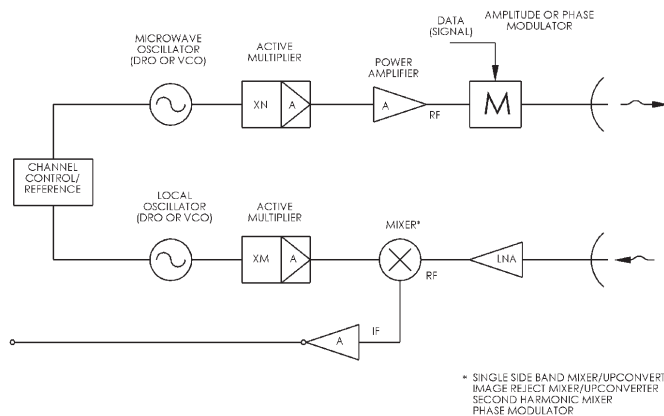 DATA
(SIGNAL)
AMPLITUDE OR PHASE
MODULATOR
MICROWAVE
OSCILLATOR
(DRO OR VCO)
ACTIVE
MULTIPLIER
POWER
AMPLIFIER
XN
A
A
RF
M
CHANNEL
CONTROL/
REFERENCE
LOCAL
OSCILLATOR
(DRO OR VCO)
ACTIVE
MULTIPLIER
MIXER*
XM
A
RF
LNA
A
IF
* SINGLE SIDE BAND MIXER/UPCONVERT
IMAGE REJECT MIXER/UPCONVERTER
SECOND HARMONIC MIXER
PHASE MODULATOR